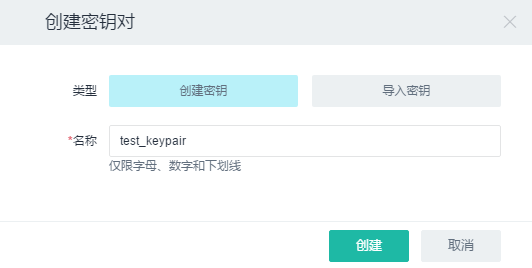 创建密钥对
类型 创建密钥 导入密钥
*名称 test_keypair
仅限字母、数字和下划线
创建 取消